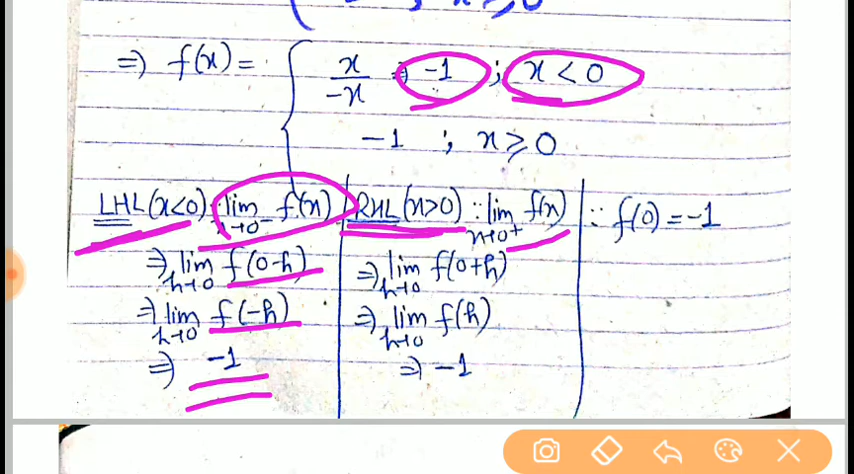 ⇒ f(x) = { x/-x ⇒ -1 ; x < 0
-1 ; x ≥ 0
LHL (x<0) : lim x→0⁻ f(x)
⇒ lim h→0 f(0-h)
⇒ lim h→0 f(-h)
⇒ -1
RHL (x>0) :: lim x→0⁺ f(x)
⇒ lim h→0 f(0+h)
⇒ lim h→0 f(h)
⇒ -1
∵ f(0) = -1